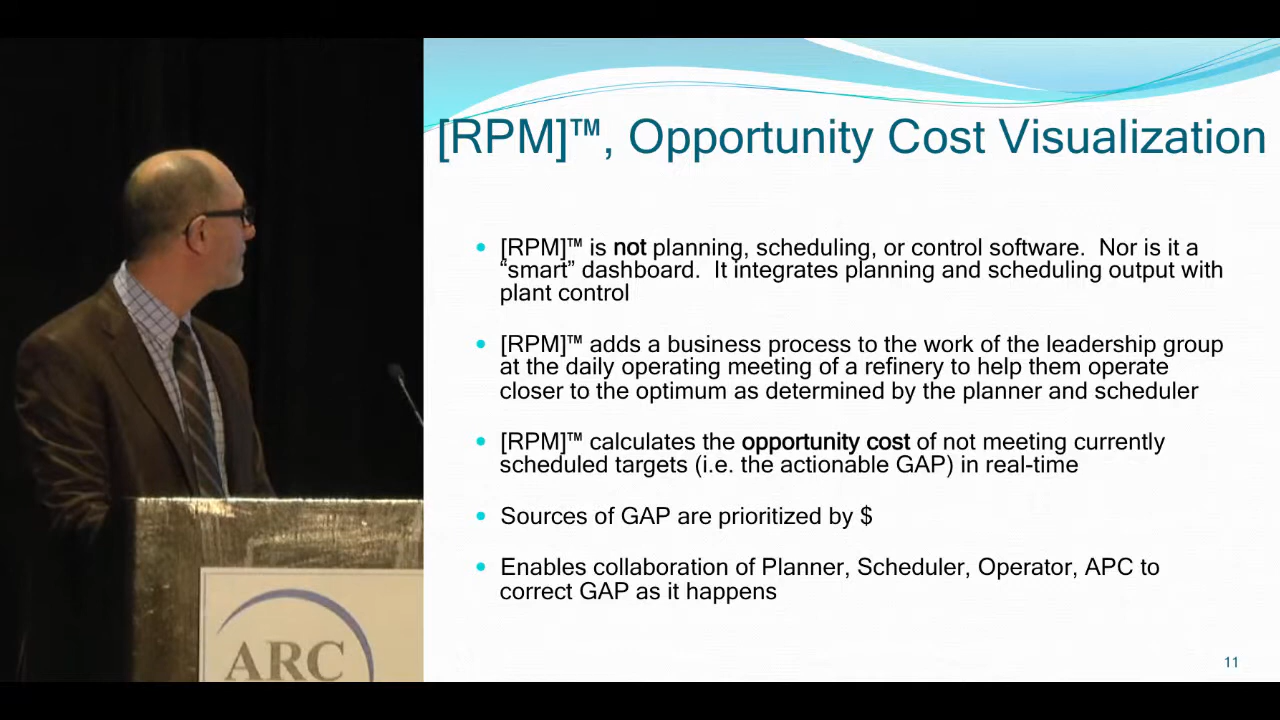 [RPM]™, Opportunity Cost Visualization
• [RPM]™ is not planning, scheduling, or control software.  Nor is it a
“smart” dashboard.  It integrates planning and scheduling output with
plant control
• [RPM]™ adds a business process to the work of the leadership group
at the daily operating meeting of a refinery to help them operate
closer to the optimum as determined by the planner and scheduler
• [RPM]™ calculates the opportunity cost of not meeting currently
scheduled targets (i.e. the actionable GAP) in real-time
• Sources of GAP are prioritized by $
• Enables collaboration of Planner, Scheduler, Operator, APC to
correct GAP as it happens
11
ARC